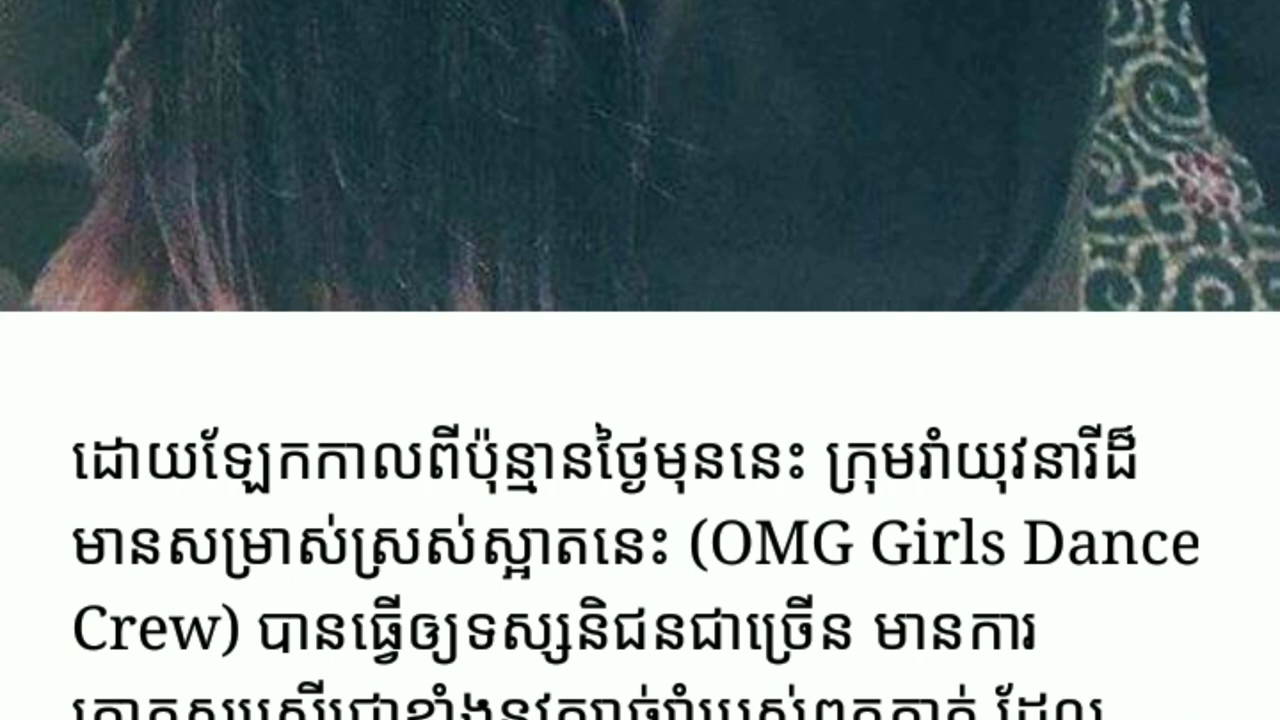 ដោយឡែកកាលពីប៉ុន្មានថ្ងៃមុននេះ ក្រុមរាំយុវនារីដ៏
មានសម្រាស់ស្រស់ស្អាតនេះ (OMG Girls Dance
Crew) បានធ្វើឲ្យទស្សនិជនជាច្រើន មានការ
ដែល